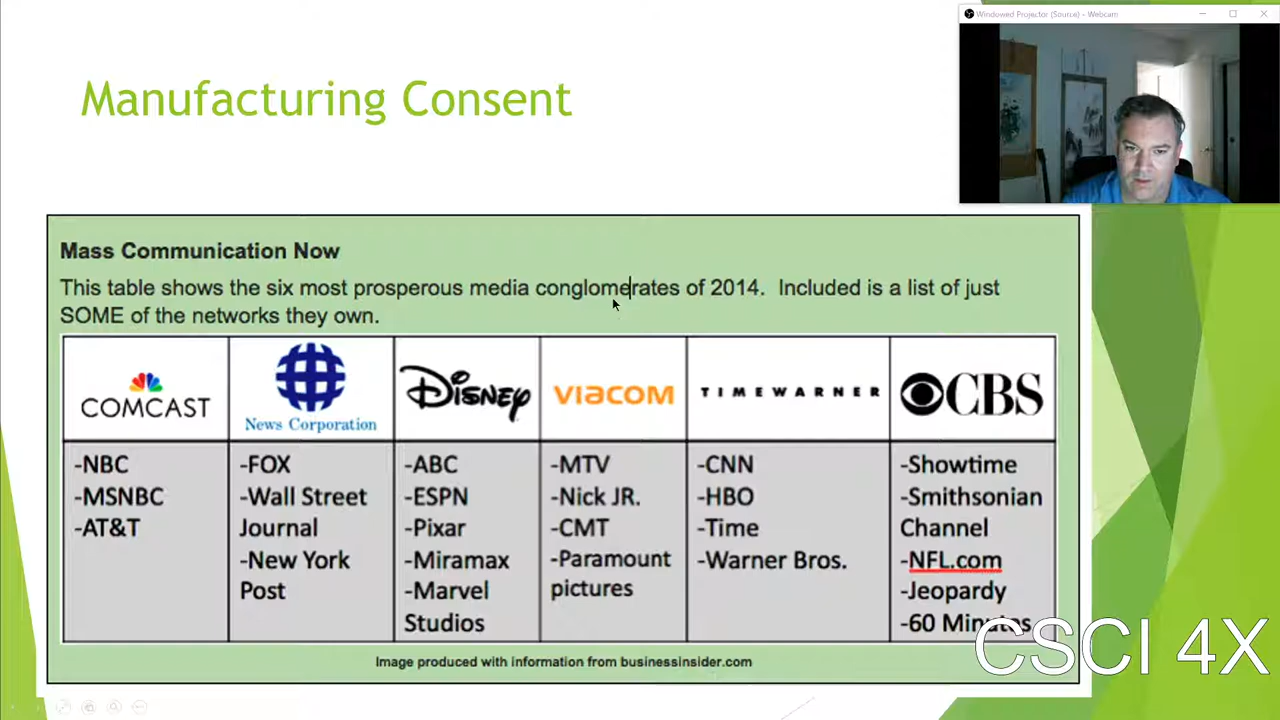 Windowed Projector (Source) - Webcam
Manufacturing Consent
Mass Communication Now
This table shows the six most prosperous media conglomerates of 2014. Included is a list of just
SOME of the networks they own.
COMCAST
News Corporation
Disney
VIACOM
TIMEWARNER
CBS
-NBC
-MSNBC
-AT&T
-FOX
-Wall Street
Journal
-New York
Post
-ABC
-ESPN
-Pixar
-Miramax
-Marvel
Studios
-MTV
-Nick JR.
-CMT
-Paramount
pictures
-CNN
-HBO
-Time
-Warner Bros.
-Showtime
-Smithsonian
Channel
-NFL.com
-Jeopardy
-60 Minutes
Image produced with information from businessinsider.com
CSCI 4X